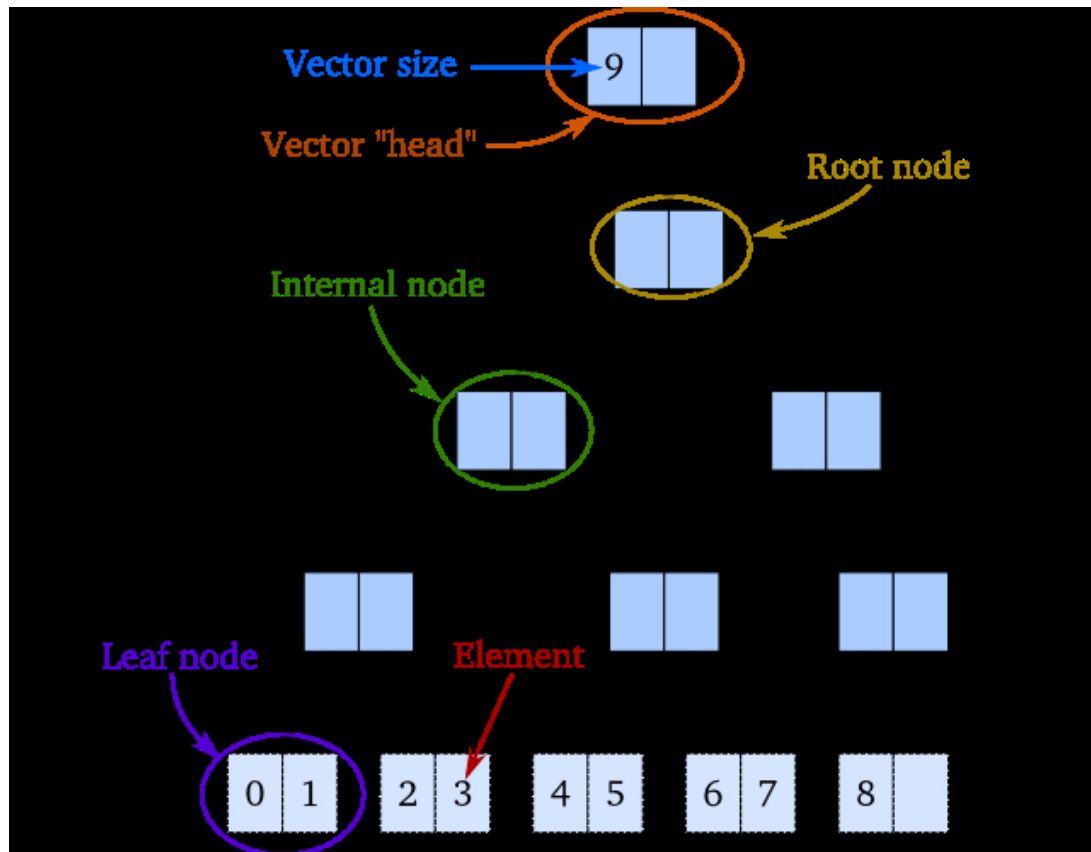 Vector size
9
Vector "head"
Root node
Internal node
Leaf node
Element
0 1 2 3 4 5 6 7 8